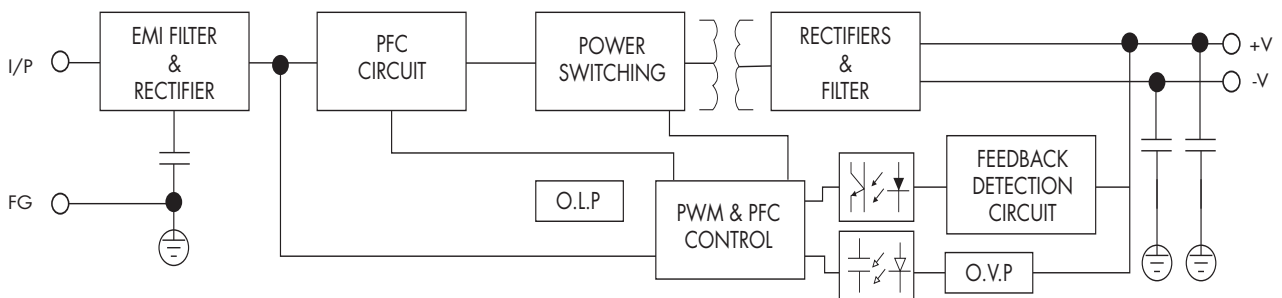 I/P
EMI FILTER
&
RECTIFIER
PFC
CIRCUIT
POWER
SWITCHING
RECTIFIERS
&
FILTER
+V
-V
FG
O.L.P
PWM & PFC
CONTROL
FEEDBACK
DETECTION
CIRCUIT
O.V.P